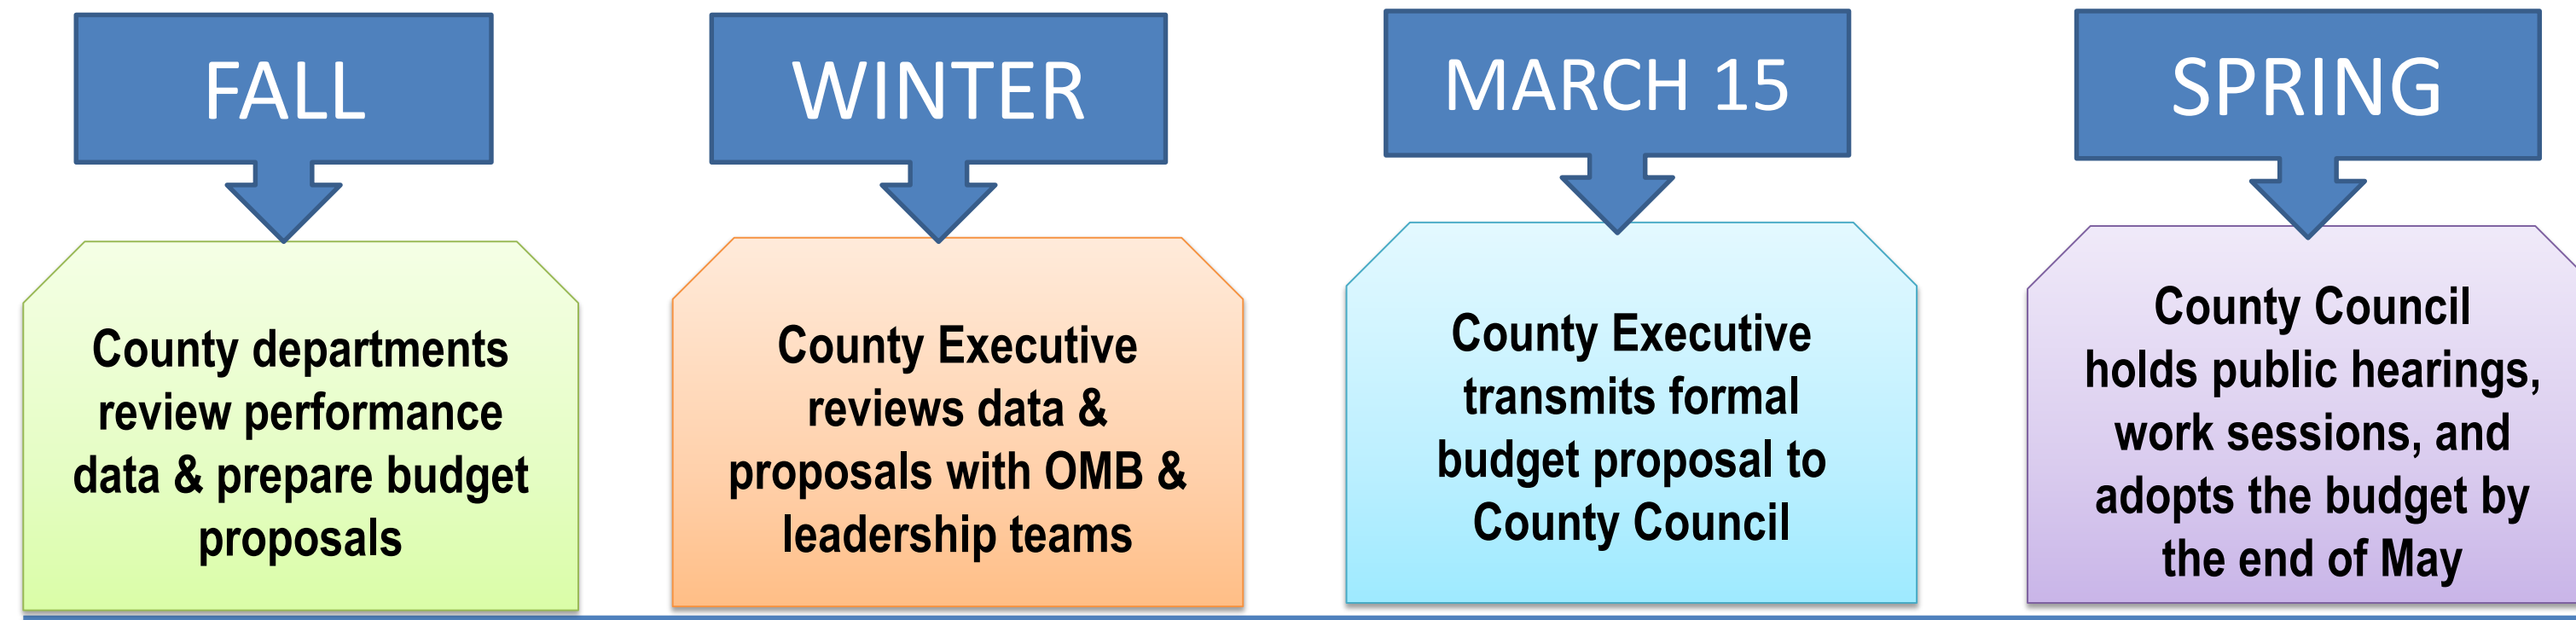 FALL
County departments
review performance
data & prepare budget
proposals
WINTER
County Executive
reviews data &
proposals with OMB &
leadership teams
MARCH 15
County Executive
transmits formal
budget proposal to
County Council
SPRING
County Council
holds public hearings,
work sessions, and
adopts the budget by
the end of May